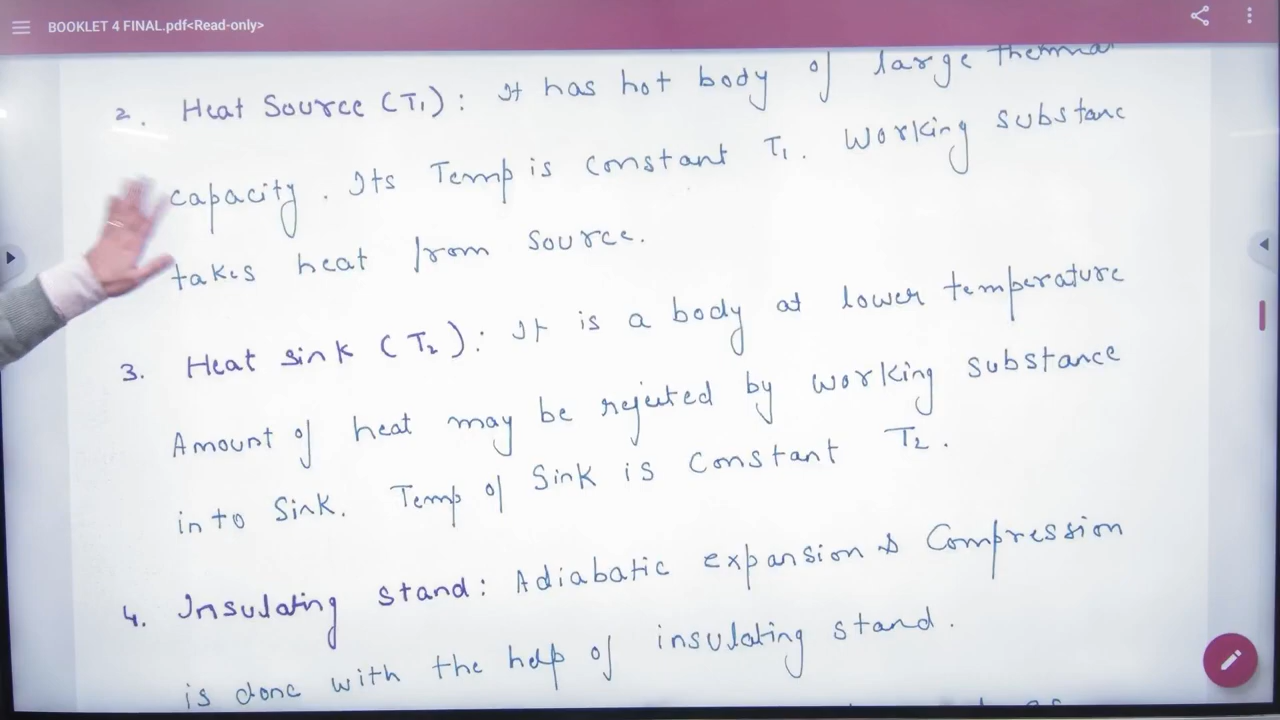 BOOKLET 4 FINAL.pdf<Read-only>
2. Heat Source (T₁) : It has hot body of large thermal
capacity. Its Temp is constant T₁. Working substanc
takes heat from source.
3. Heat sink (T₂) : It is a body at lower temperature
Amount of heat may be rejected by working substance
into Sink. Temp of Sink is constant T₂.
4. Insulating stand : Adiabatic expansion & Compression
is done with the help of insulating stand.